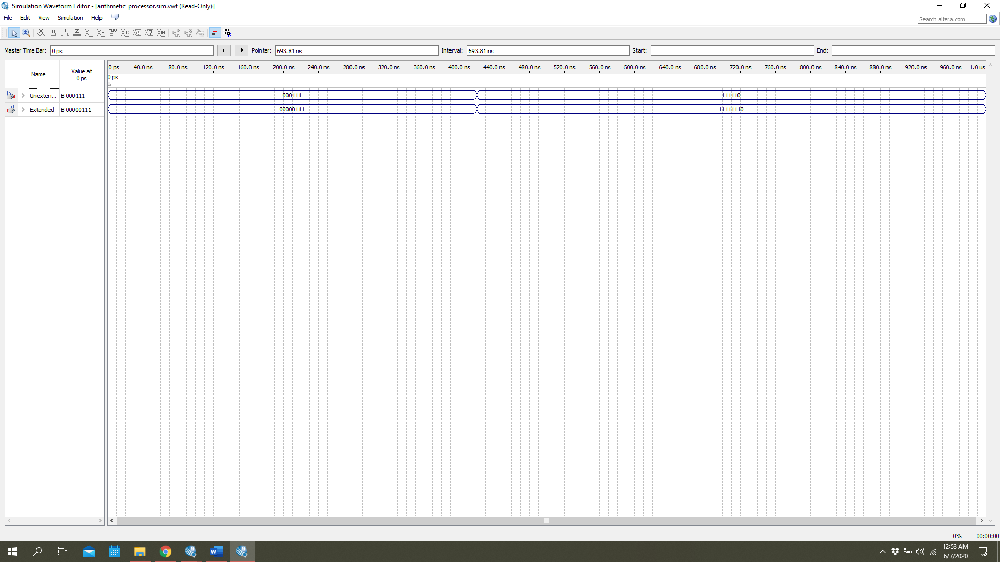 Simulation Waveform Editor - [arithmetic_processor.sim.vwf (Read-Only)]
File Edit View Simulation Help
Search altera.com
Master Time Bar: 0 ps Pointer: 693.81 ns Interval: 693.81 ns Start: End:
Name Value at 0 ps
0 ps 40.0 ns 80.0 ns 120.0 ns 160.0 ns 200.0 ns 240.0 ns 280.0 ns 320.0 ns 360.0 ns 400.0 ns 440.0 ns 480.0 ns 520.0 ns 560.0 ns 600.0 ns 640.0 ns 680.0 ns 720.0 ns 760.0 ns 800.0 ns 840.0 ns 880.0 ns 920.0 ns 960.0 ns 1.0 us
0 ps
in Unexten... B 000111 000111 111110
out Extended B 00000111 00000111 11111110
0% 00:00:00
12:53 AM
6/7/2020